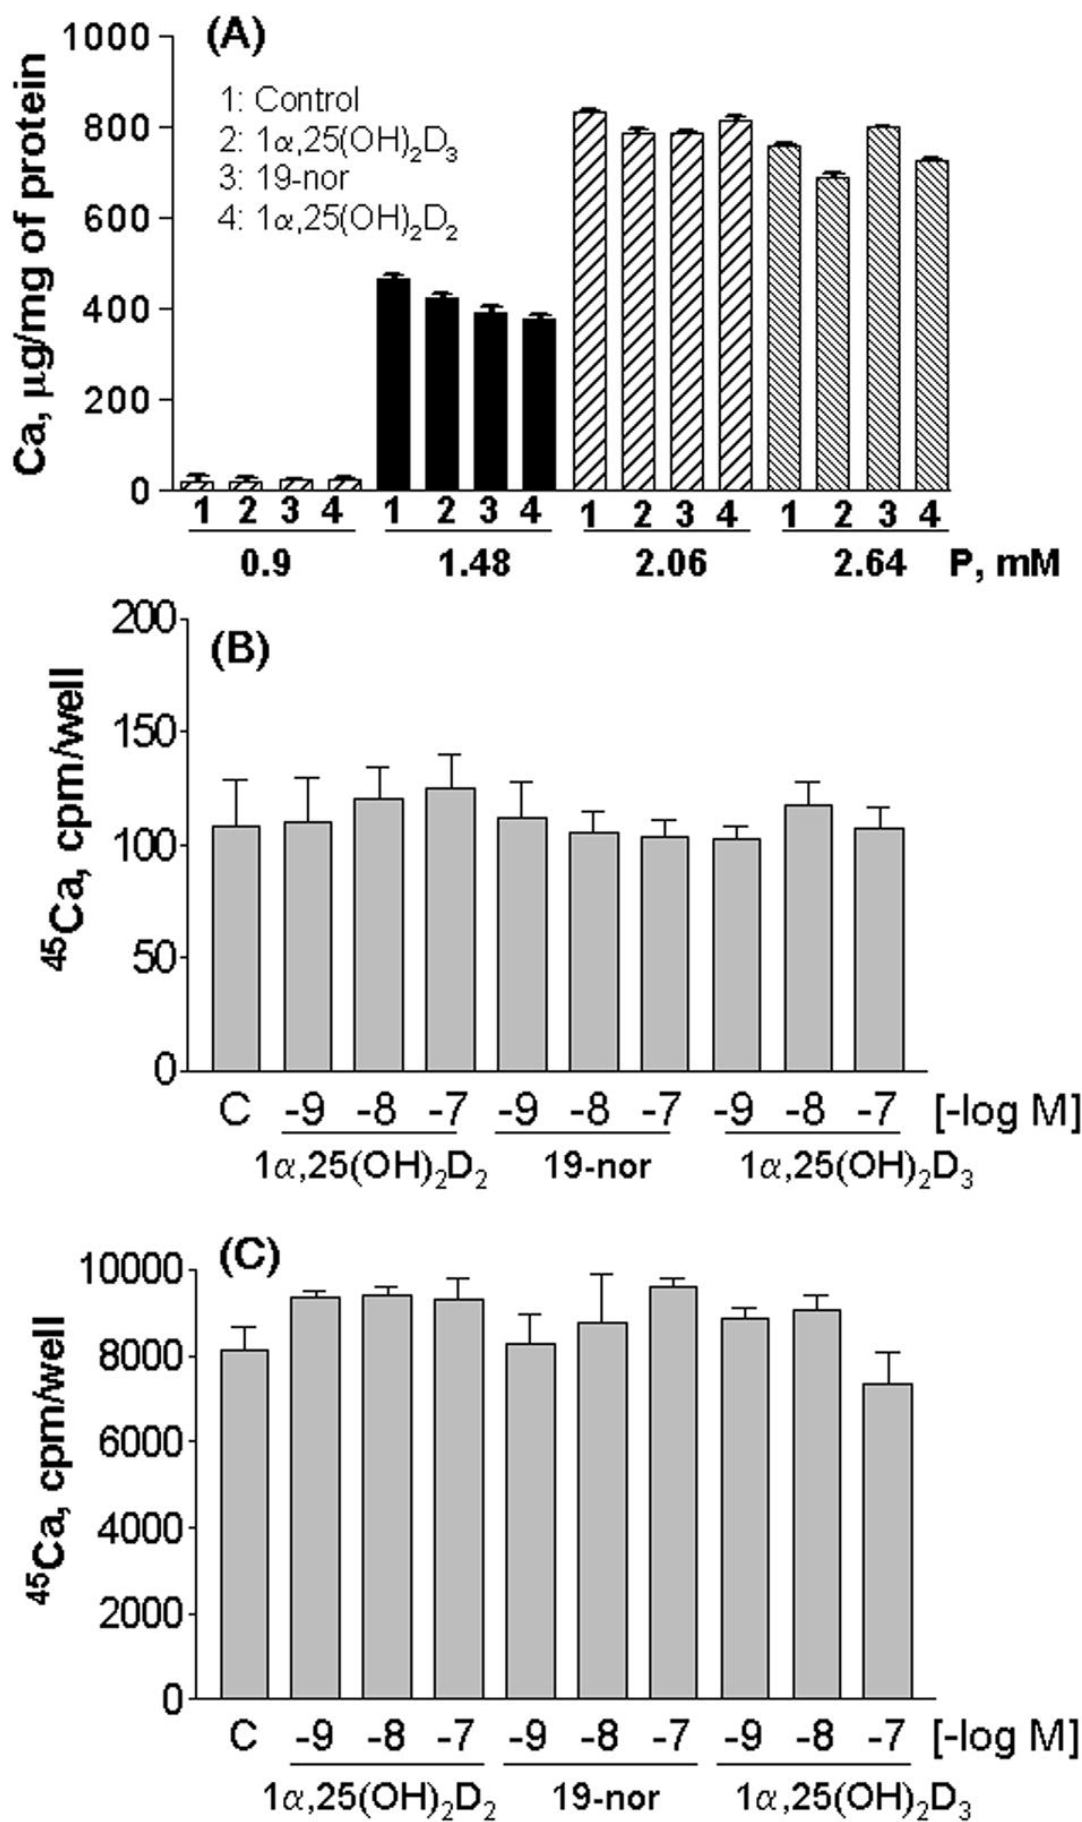 (A)
1000
800
600
400
200
0
Ca, μg/mg of protein
1: Control
2: 1α,25(OH)₂D₃
3: 19-nor
4: 1α,25(OH)₂D₂
1 2 3 4 1 2 3 4 1 2 3 4 1 2 3 4
0.9 1.48 2.06 2.64 P, mM
(B)
200
150
100
50
0
⁴⁵Ca, cpm/well
C -9 -8 -7 -9 -8 -7 -9 -8 -7 [-log M]
1α,25(OH)₂D₂ 19-nor 1α,25(OH)₂D₃
(C)
10000
8000
6000
4000
2000
0
⁴⁵Ca, cpm/well
C -9 -8 -7 -9 -8 -7 -9 -8 -7 [-log M]
1α,25(OH)₂D₂ 19-nor 1α,25(OH)₂D₃